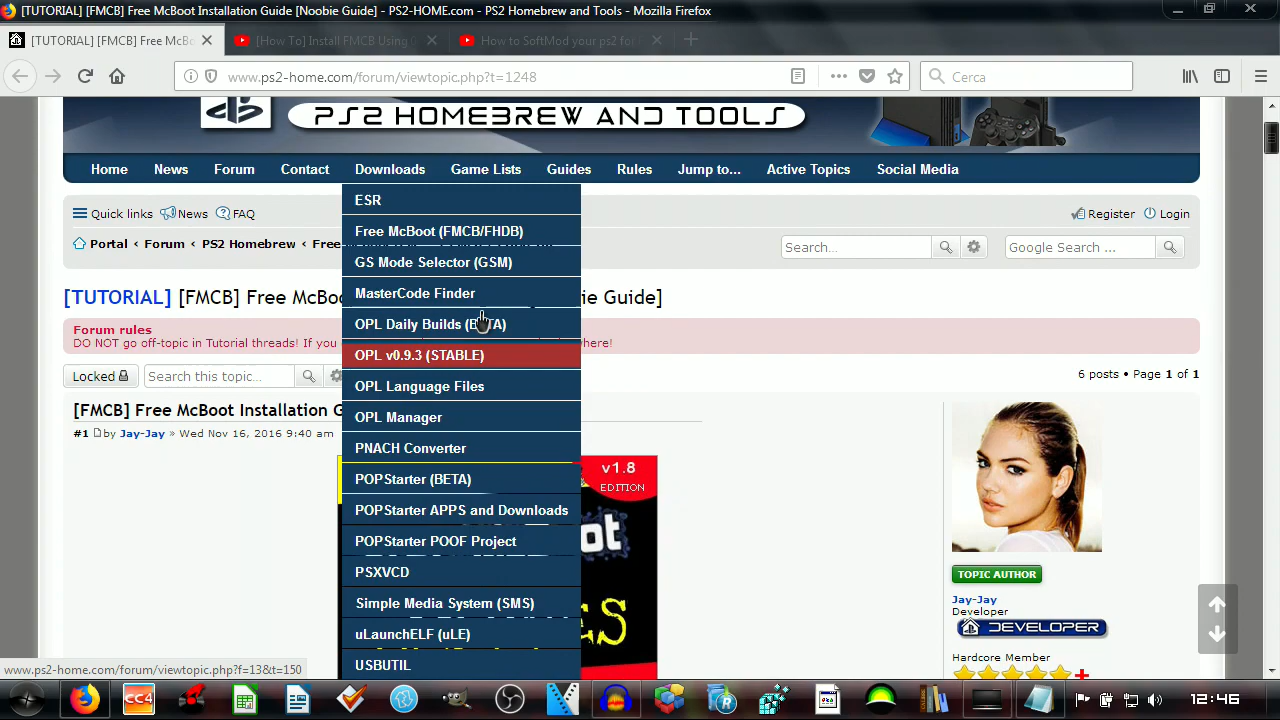 [TUTORIAL] [FMCB] Free McBoot Installation Guide [Noobie Guide] - PS2-HOME.com - PS2 Homebrew and Tools - Mozilla Firefox
[TUTORIAL] [FMCB] Free McBo
[How To] Install FMCB Using
How to SoftMod your ps2 for
www.ps2-home.com/forum/viewtopic.php?t=1248
Cerca
PS2 HOMEBREW AND TOOLS
Home News Forum Contact Downloads Game Lists Guides Rules Jump to... Active Topics Social Media
ESR
Quick links News FAQ
Register Login
Free McBoot (FMCB/FHDB)
Portal ‹ Forum ‹ PS2 Homebrew ‹ Free
Search...
Google Search ...
GS Mode Selector (GSM)
MasterCode Finder
[TUTORIAL] [FMCB] Free McBoo ie Guide]
OPL Daily Builds (BETA)
Forum rules
DO NOT go off-topic in Tutorial threads! If you here!
OPL v0.9.3 (STABLE)
Locked
Search this topic...
6 posts • Page 1 of 1
OPL Language Files
[FMCB] Free McBoot Installation G
OPL Manager
#1 by Jay-Jay » Wed Nov 16, 2016 9:40 am
PNACH Converter
v1.8
EDITION
POPStarter (BETA)
POPStarter APPS and Downloads
POPStarter POOF Project
PSXVCD
TOPIC AUTHOR
Simple Media System (SMS)
Jay-Jay
Developer
DEVELOPER
uLaunchELF (uLE)
Hardcore Member
USBUTIL
www.ps2-home.com/forum/viewtopic.php?f=13&t=150
CC4
12:46